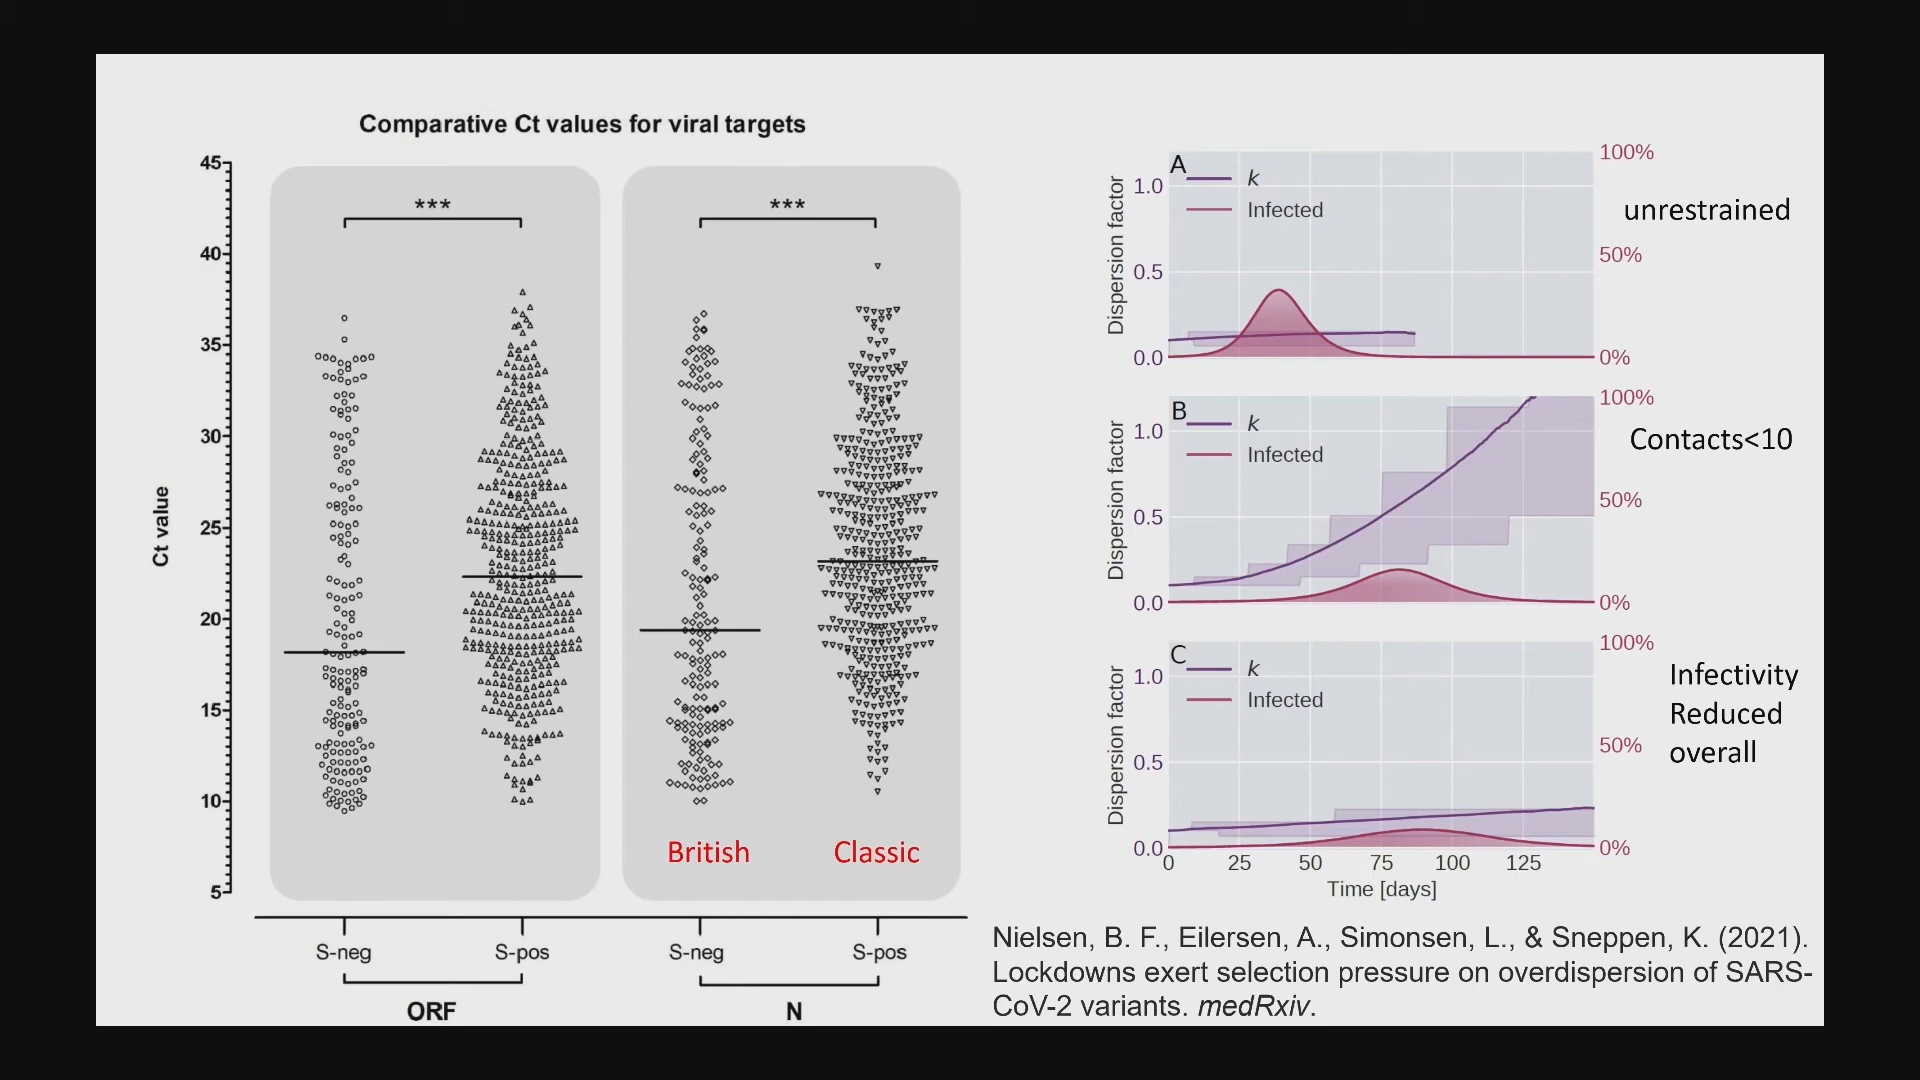 Comparative Ct values for viral targets
45
40
35
30
25
20
15
10
5
Ct value
***
***
British
Classic
S-neg
S-pos
S-neg
S-pos
ORF
N
A
k
Infected
Dispersion factor
1.0
0.5
0.0
100%
50%
0%
unrestrained
B
k
Infected
Dispersion factor
1.0
0.5
0.0
100%
50%
0%
Contacts<10
C
k
Infected
Dispersion factor
1.0
0.5
0.0
100%
50%
0%
Infectivity
Reduced
overall
0 25 50 75 100 125
Time [days]
Nielsen, B. F., Eilersen, A., Simonsen, L., & Sneppen, K. (2021).
Lockdowns exert selection pressure on overdispersion of SARS-
CoV-2 variants. medRxiv.